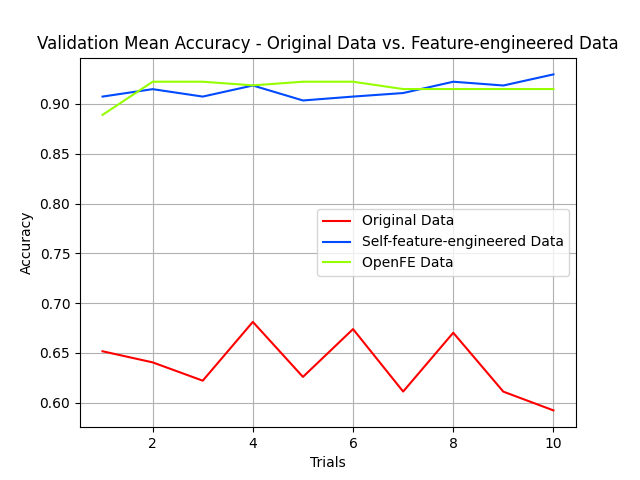 Validation Mean Accuracy - Original Data vs. Feature-engineered Data
0.90
0.85
0.80
0.75
0.70
0.65
0.60
Accuracy
Original Data
Self-feature-engineered Data
OpenFE Data
2 4 6 8 10
Trials